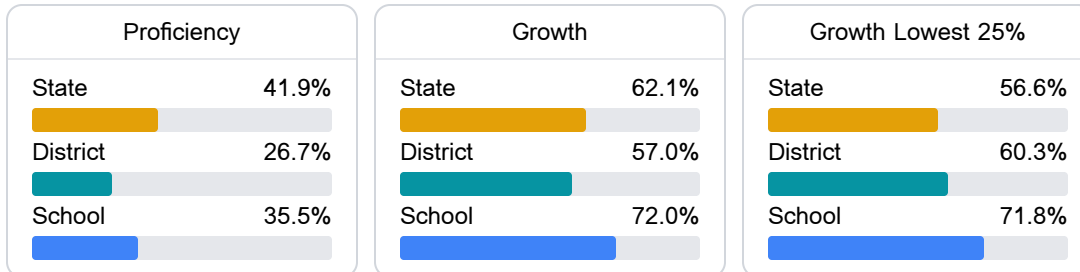 Proficiency
State 41.9%
District 26.7%
School 35.5%
Growth
State 62.1%
District 57.0%
School 72.0%
Growth Lowest 25%
State 56.6%
District 60.3%
School 71.8%